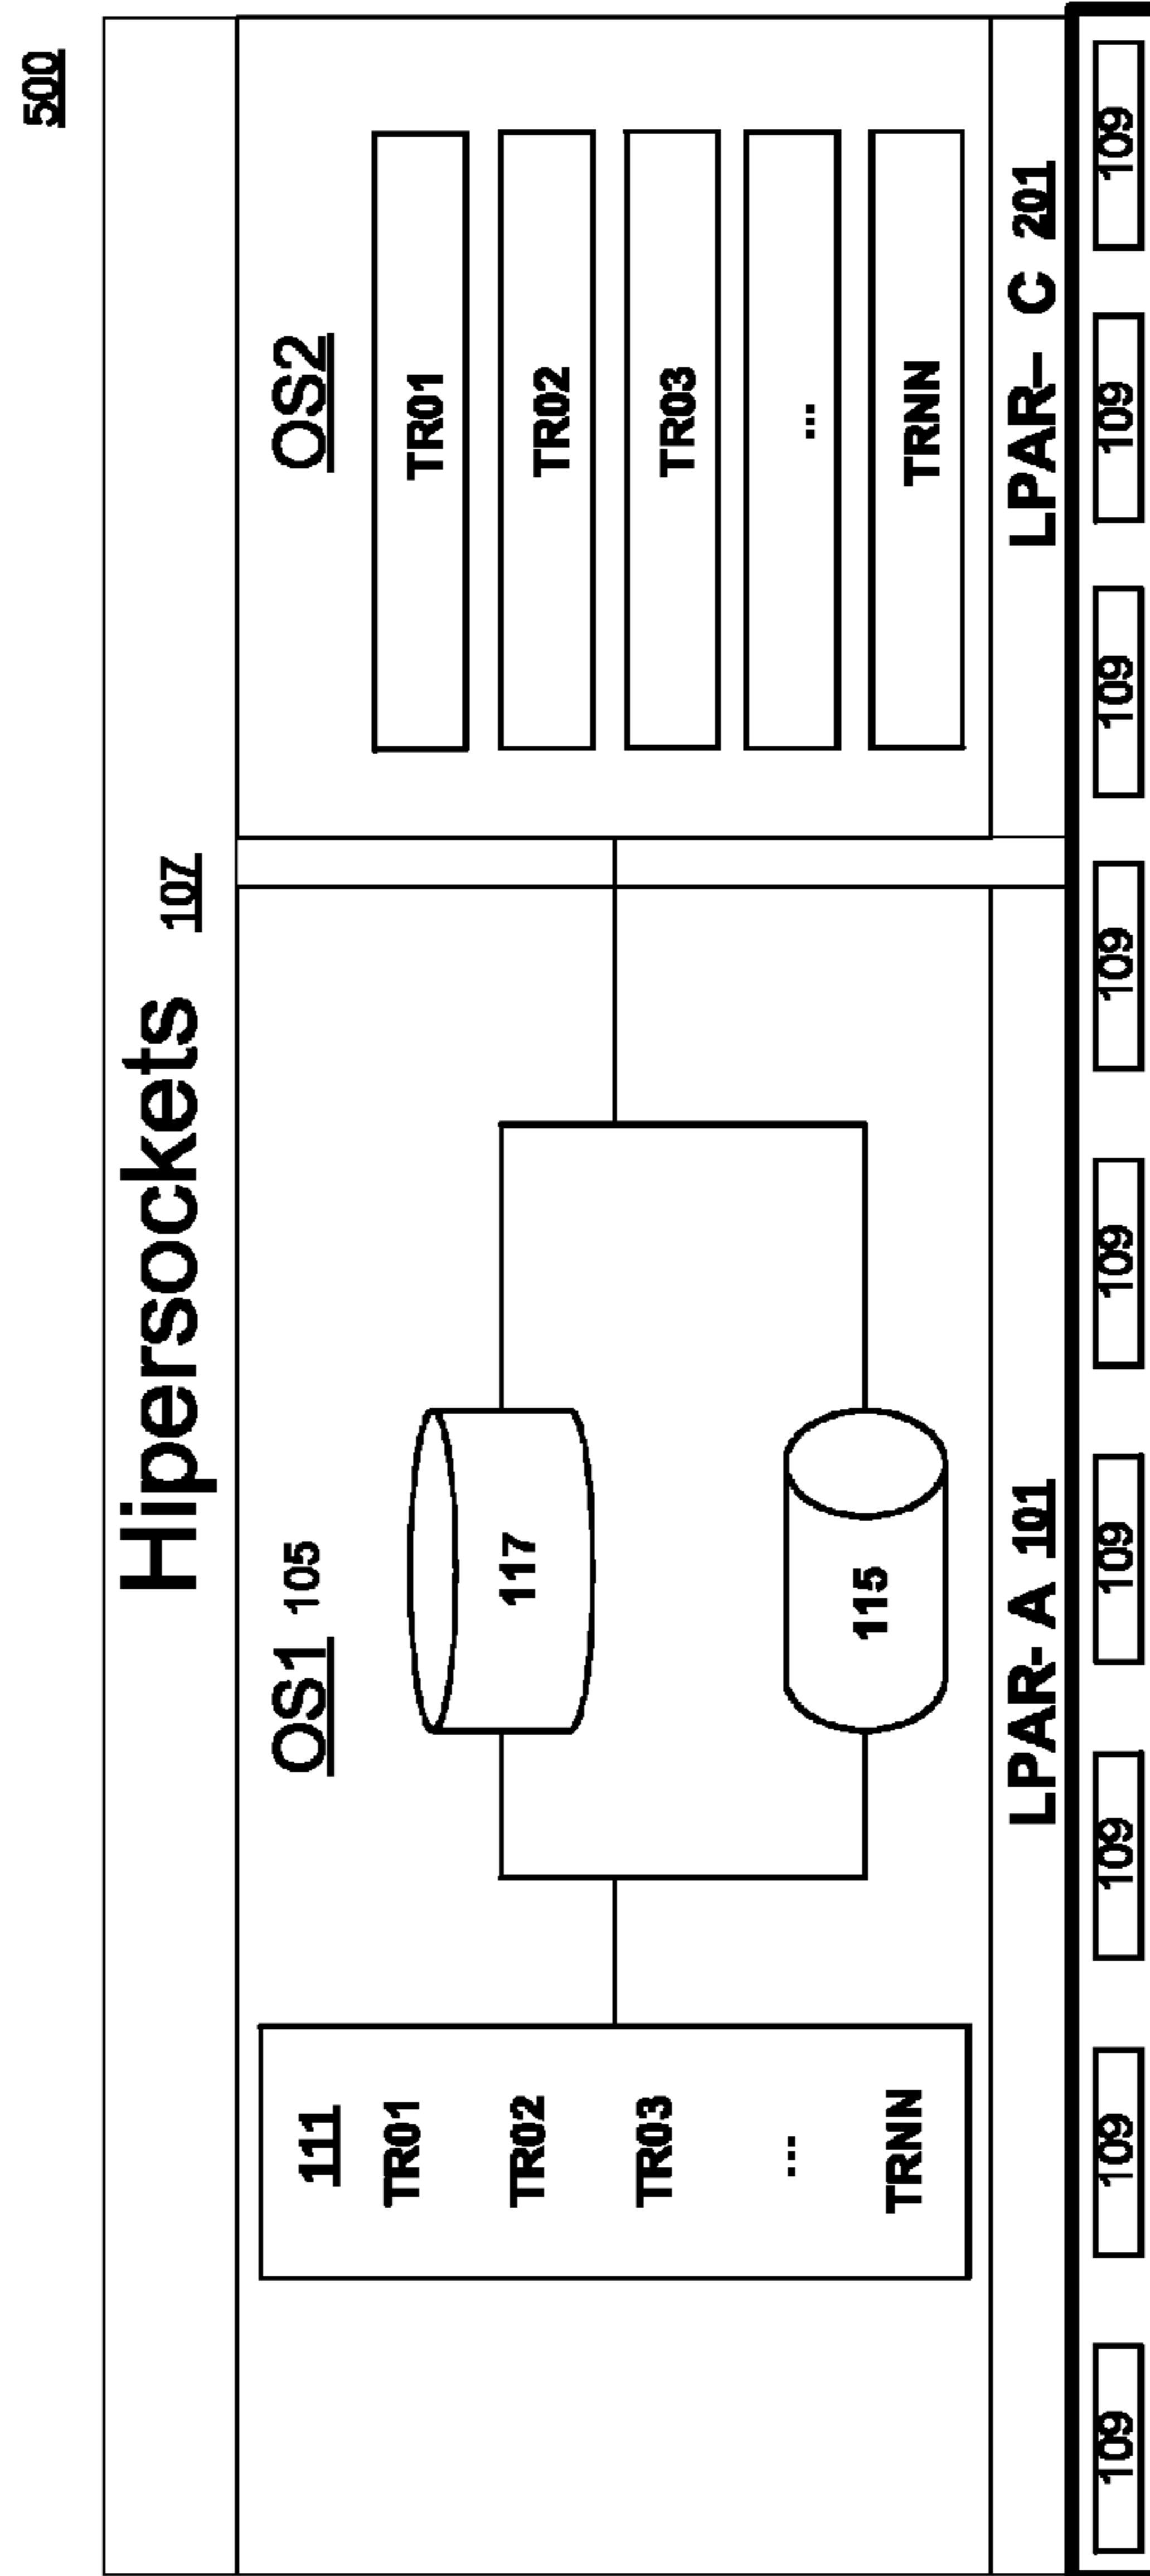 500
Hipersockets 107
OS1 105
OS2
111
TR01
TR02
TR03
...
TRNN
117
115
TR01
TR02
TR03
...
TRNN
LPAR- A 101
LPAR– C 201
109 109 109 109 109 109 109 109 109